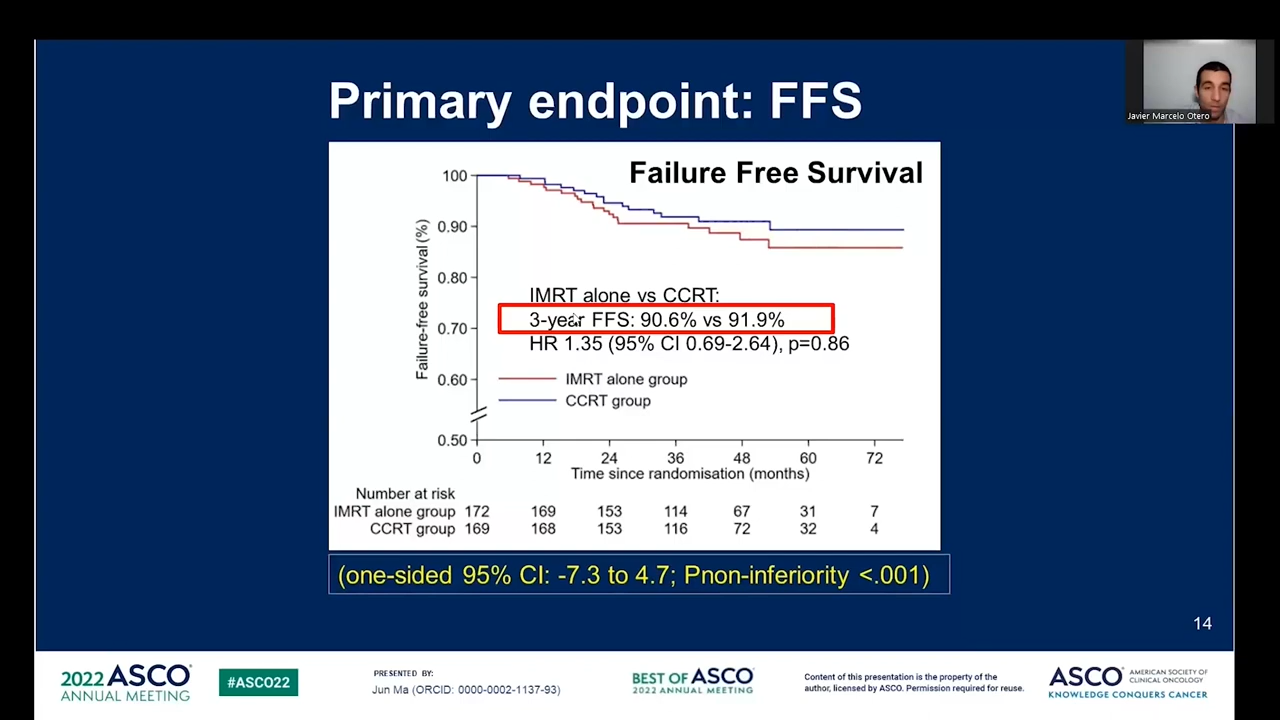 Primary endpoint: FFS
Javier Marcelo Otero
Failure Free Survival
Failure-free survival (%)
100
0.90
0.80
0.70
0.60
0.50
IMRT alone vs CCRT:
3-year FFS: 90.6% vs 91.9%
HR 1.35 (95% CI 0.69-2.64), p=0.86
IMRT alone group
CCRT group
0 12 24 36 48 60 72
Time since randomisation (months)
Number at risk
IMRT alone group 172 169 153 114 67 31 7
CCRT group 169 168 153 116 72 32 4
(one-sided 95% CI: -7.3 to 4.7; Pnon-inferiority <.001)
14
2022 ASCO
ANNUAL MEETING
#ASCO22
PRESENTED BY:
Jun Ma (ORCID: 0000-0002-1137-93)
BEST OF ASCO
2022 ANNUAL MEETING
Content of this presentation is the property of the
author, licensed by ASCO. Permission required for reuse.
ASCO AMERICAN SOCIETY OF
CLINICAL ONCOLOGY
KNOWLEDGE CONQUERS CANCER